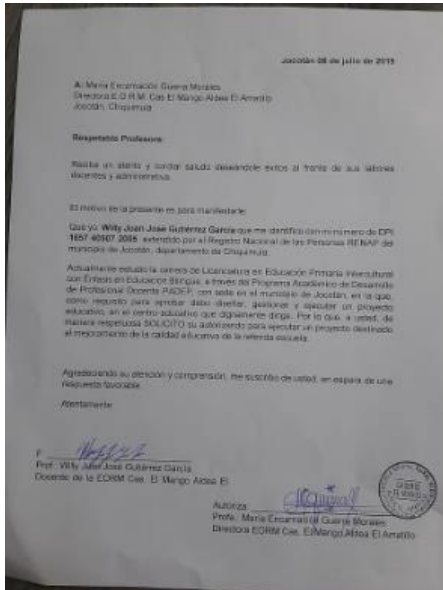 Jocotán 08 de julio de 2019
A: María Encarnación Guerra Morales
Directora E.O.R.M. Cas. El Mango Aldea El Amatillo
Jocotán, Chiquimula
Respetable Profesora:
Reciba un atento y cordial saludo deseándole éxitos al frente de sus labores
docentes y administrativa.
El motivo de la presente es para manifestarle:
Que yo, Willy Juan José Gutiérrez García que me identifico con mi número de DPI
1657 40907 2005 extendido por el Registro Nacional de las Personas RENAP del
municipio de Jocotán, departamento de Chiquimula.
Actualmente estudio la carrera de Licenciatura en Educación Primaria Intercultural
con Énfasis en Educación Bilingüe, a través del Programa Académico de Desarrollo
de Profesional Docente PADEP, con sede en el municipio de Jocotán, en la que,
como requisito para aprobar debo diseñar, gestionar y ejecutar un proyecto
educativo, en el centro educativo que dignamente dirige. Por lo que, a usted, de
manera respetuosa SOLICITO su autorización para ejecutar un proyecto destinado
al mejoramiento de la calidad educativa de la referida escuela.
Agradeciendo su atención y comprensión, me suscribo de usted, en espera de una
respuesta favorable.
Atentamente
F.
Prof. Willy Juan José Gutiérrez García
Docente de la EORM Cas. El Mango Aldea El
Autoriza
Profa. María Encarnación Guerra Morales
Directora EORM Cas. El Mango Aldea El Amatillo